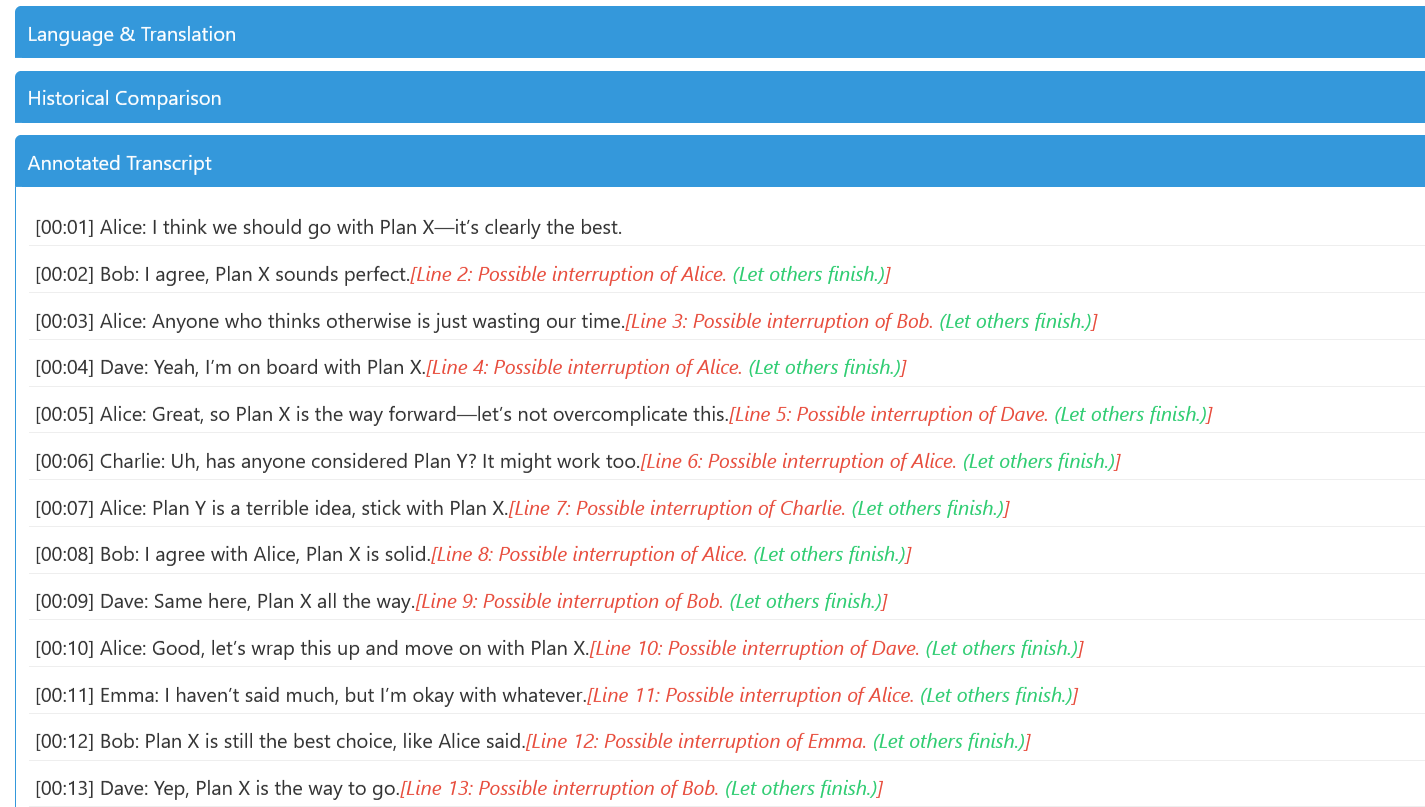 Language & Translation
Historical Comparison
Annotated Transcript
[00:01] Alice: I think we should go with Plan X—it’s clearly the best.
[00:02] Bob: I agree, Plan X sounds perfect.[Line 2: Possible interruption of Alice. (Let others finish.)]
[00:03] Alice: Anyone who thinks otherwise is just wasting our time.[Line 3: Possible interruption of Bob. (Let others finish.)]
[00:04] Dave: Yeah, I’m on board with Plan X.[Line 4: Possible interruption of Alice. (Let others finish.)]
[00:05] Alice: Great, so Plan X is the way forward—let’s not overcomplicate this.[Line 5: Possible interruption of Dave. (Let others finish.)]
[00:06] Charlie: Uh, has anyone considered Plan Y? It might work too.[Line 6: Possible interruption of Alice. (Let others finish.)]
[00:07] Alice: Plan Y is a terrible idea, stick with Plan X.[Line 7: Possible interruption of Charlie. (Let others finish.)]
[00:08] Bob: I agree with Alice, Plan X is solid.[Line 8: Possible interruption of Alice. (Let others finish.)]
[00:09] Dave: Same here, Plan X all the way.[Line 9: Possible interruption of Bob. (Let others finish.)]
[00:10] Alice: Good, let’s wrap this up and move on with Plan X.[Line 10: Possible interruption of Dave. (Let others finish.)]
[00:11] Emma: I haven’t said much, but I’m okay with whatever.[Line 11: Possible interruption of Alice. (Let others finish.)]
[00:12] Bob: Plan X is still the best choice, like Alice said.[Line 12: Possible interruption of Emma. (Let others finish.)]
[00:13] Dave: Yep, Plan X is the way to go.[Line 13: Possible interruption of Bob. (Let others finish.)]